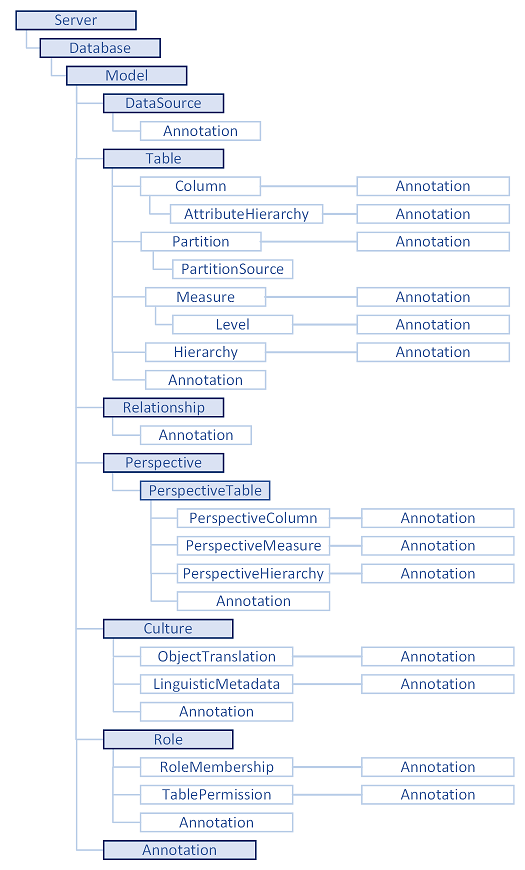 Server
Database
Model
DataSource
Annotation
Table
Column Annotation
AttributeHierarchy Annotation
Partition Annotation
PartitionSource
Measure Annotation
Level Annotation
Hierarchy Annotation
Annotation
Relationship
Annotation
Perspective
PerspectiveTable
PerspectiveColumn Annotation
PerspectiveMeasure Annotation
PerspectiveHierarchy Annotation
Annotation
Culture
ObjectTranslation Annotation
LinguisticMetadata Annotation
Annotation
Role
RoleMembership Annotation
TablePermission Annotation
Annotation
Annotation